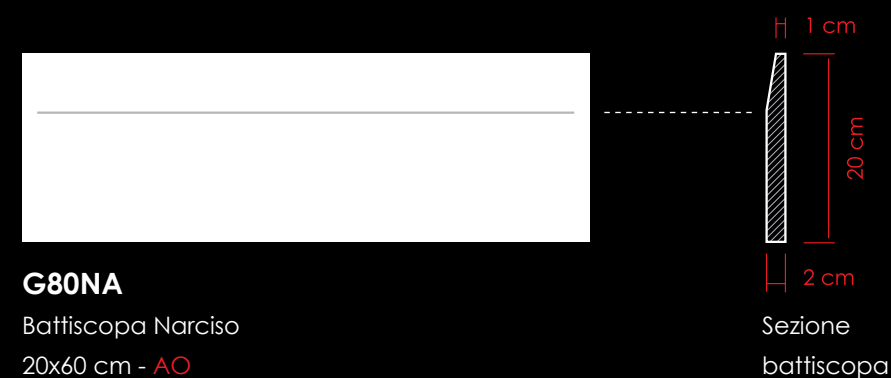 1 cm
20 cm
2 cm
G80NA
Battiscopa Narciso
20x60 cm - AO
Sezione
battiscopa